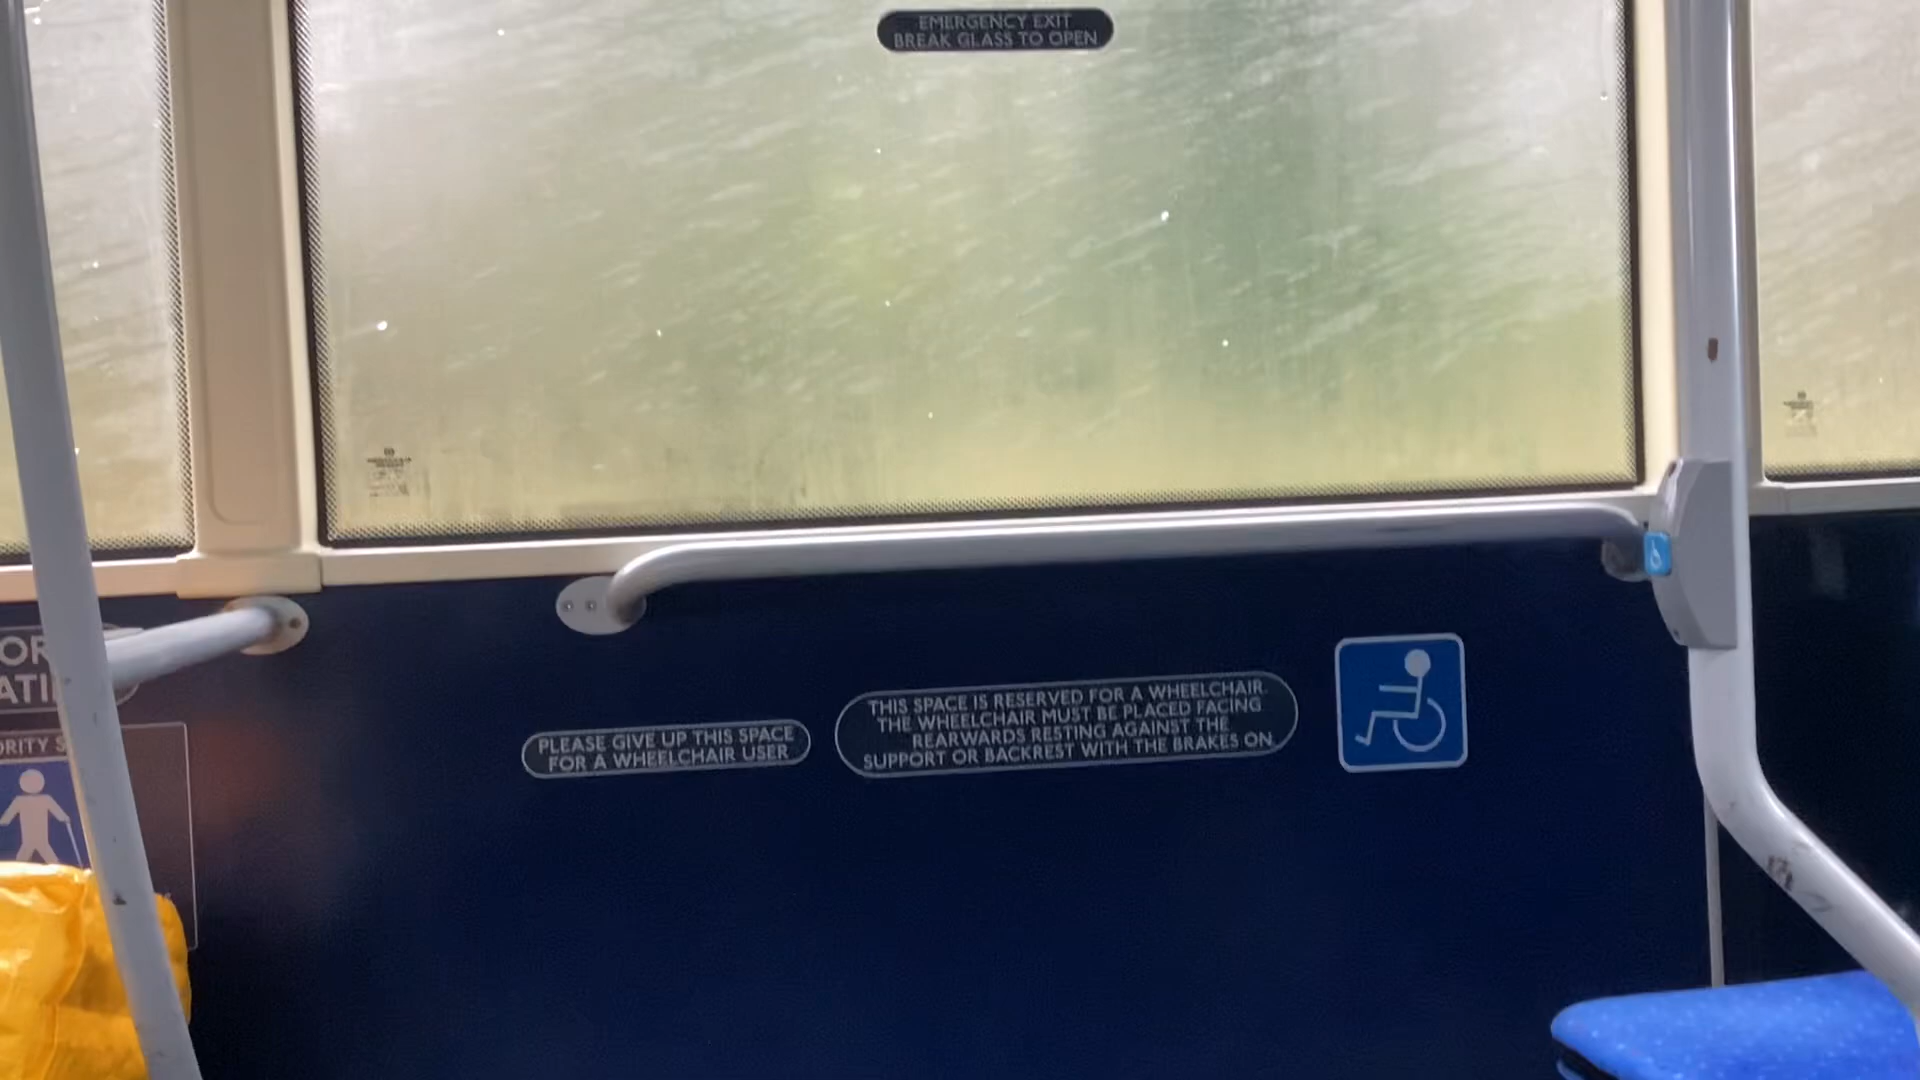 EMERGENCY EXIT
BREAK GLASS TO OPEN
PLEASE GIVE UP THIS SPACE
FOR A WHEELCHAIR USER
THIS SPACE IS RESERVED FOR A WHEELCHAIR.
THE WHEELCHAIR MUST BE PLACED FACING
REARWARDS RESTING AGAINST THE
SUPPORT OR BACKREST WITH THE BRAKES ON